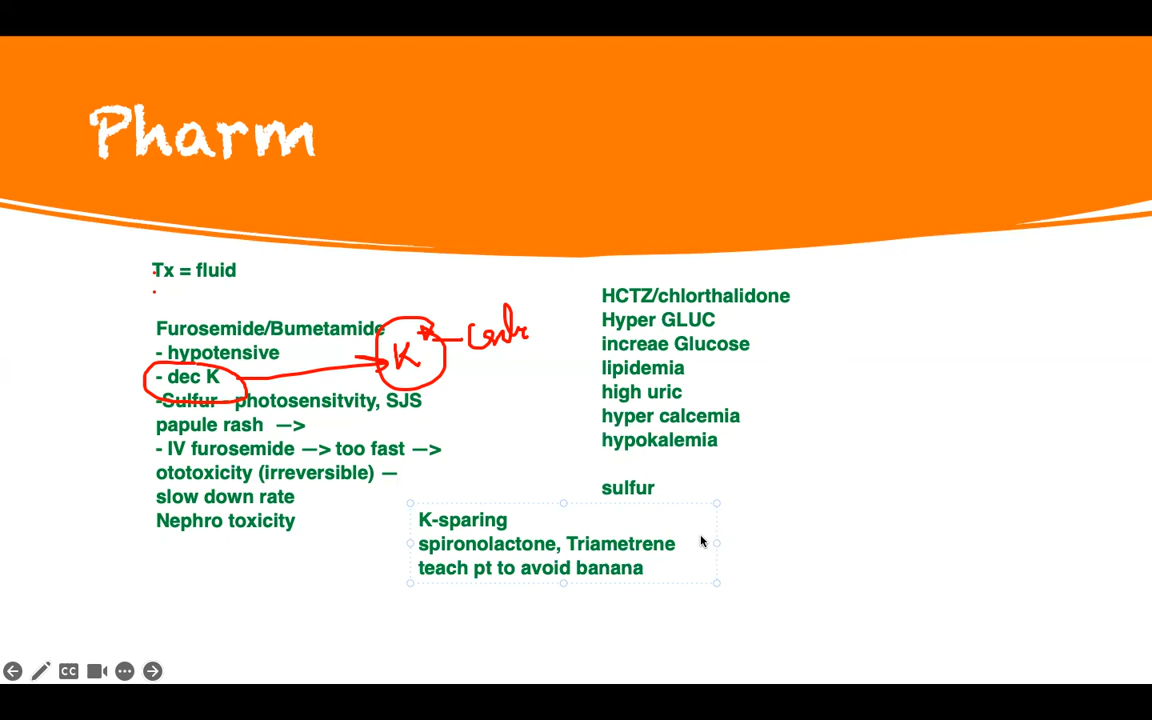 Pharm
Tx = fluid
Furosemide/Bumetamide
- hypotensive
- dec K
-Sulfur - photosensitvity, SJS
papule rash —>
- IV furosemide —> too fast —>
ototoxicity (irreversible) —
slow down rate
Nephro toxicity
K
HCTZ/chlorthalidone
Hyper GLUC
increae Glucose
lipidemia
high uric
hyper calcemia
hypokalemia
sulfur
K-sparing
spironolactone, Triametrene
teach pt to avoid banana
CC